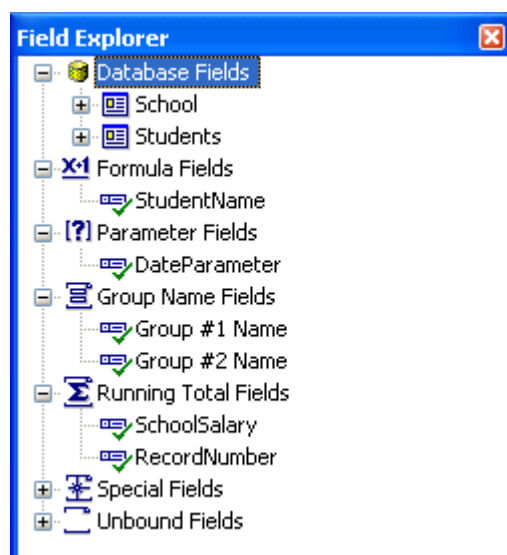 Field Explorer
Database Fields
School
Students
X+1 Formula Fields
StudentName
[?] Parameter Fields
DateParameter
Group Name Fields
Group #1 Name
Group #2 Name
Σ Running Total Fields
SchoolSalary
RecordNumber
Special Fields
Unbound Fields